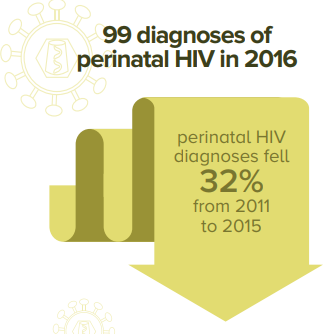 99 diagnoses of
perinatal HIV in 2016
perinatal HIV
diagnoses fell
32%
from 2011
to 2015